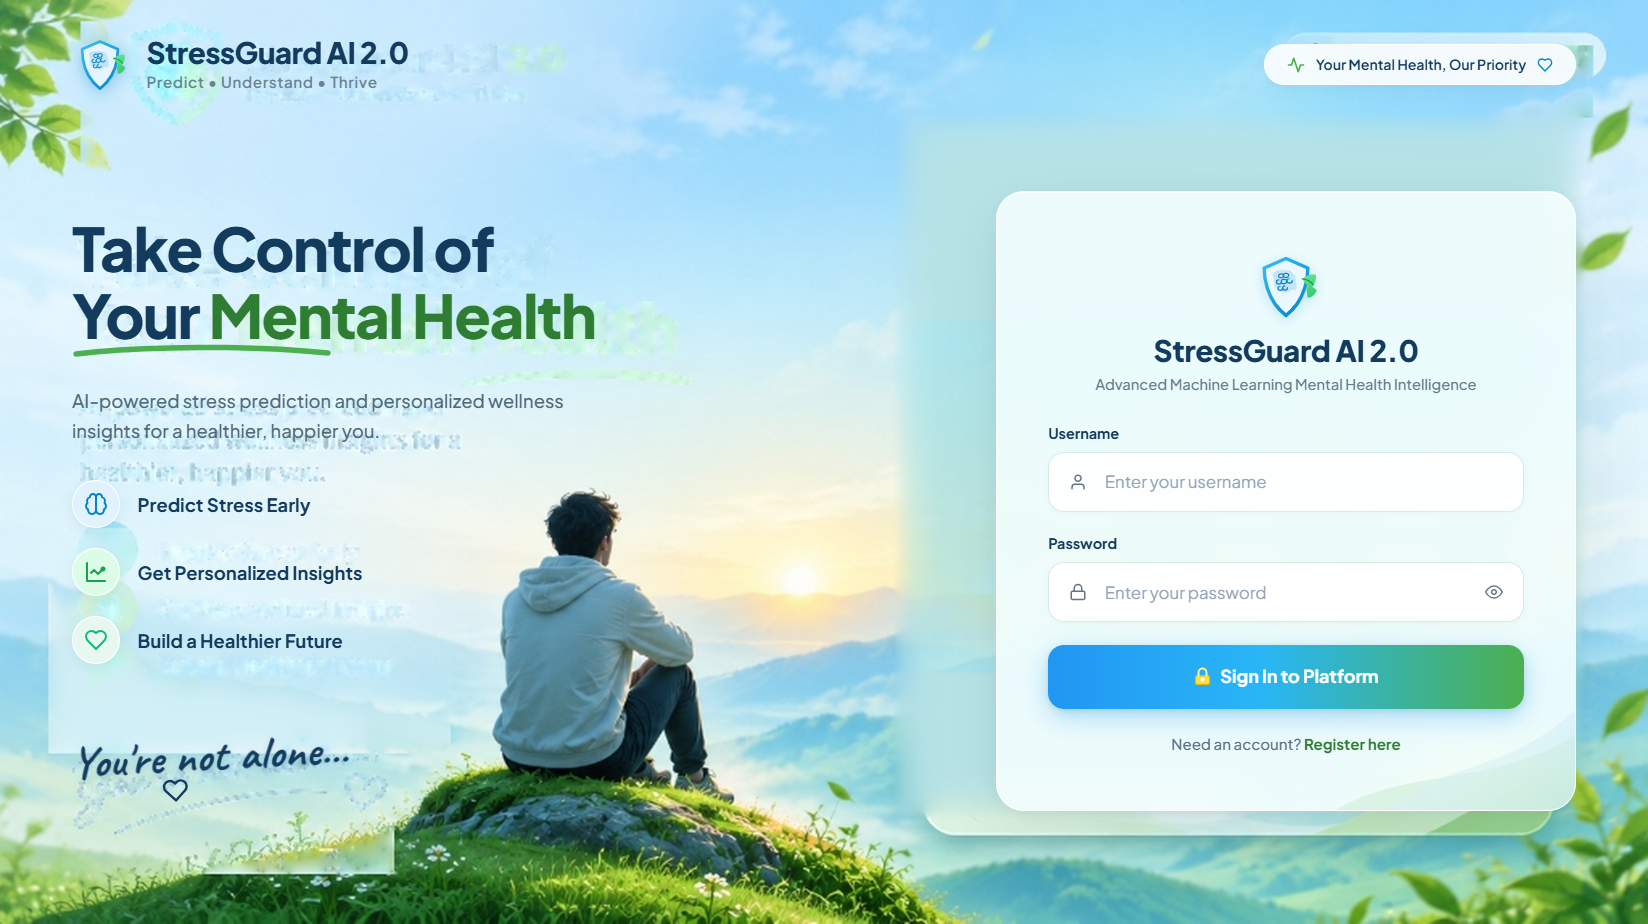 StressGuard AI 2.0
Predict • Understand • Thrive
Your Mental Health, Our Priority
Take Control of
Your Mental Health
AI-powered stress prediction and personalized wellness
insights for a healthier, happier you.
Predict Stress Early
Get Personalized Insights
Build a Healthier Future
You're not alone...
StressGuard AI 2.0
Advanced Machine Learning Mental Health Intelligence
Username
Enter your username
Password
Enter your password
🔒 Sign In to Platform
Need an account? Register here